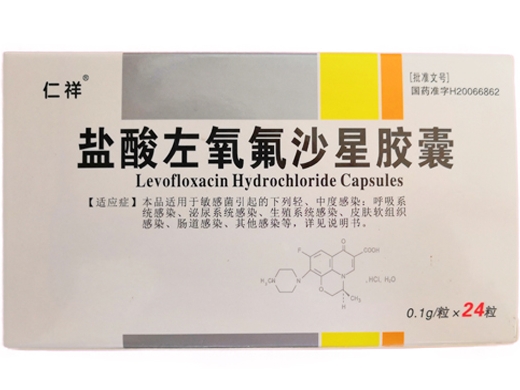 仁祥®
[批准文号]
国药准字H20066862
盐酸左氧氟沙星胶囊
Levofloxacin Hydrochloride Capsules
【适应症】本品适用于敏感菌引起的下列轻、中度感染：呼吸系
统感染、泌尿系统感染、生殖系统感染、皮肤软组织
感染、肠道感染、其他感染等，详见说明书。
O
F
COOH
H3C
N
N
N
O
CH3
H
, HCl, H2O
0.1g/粒×24粒